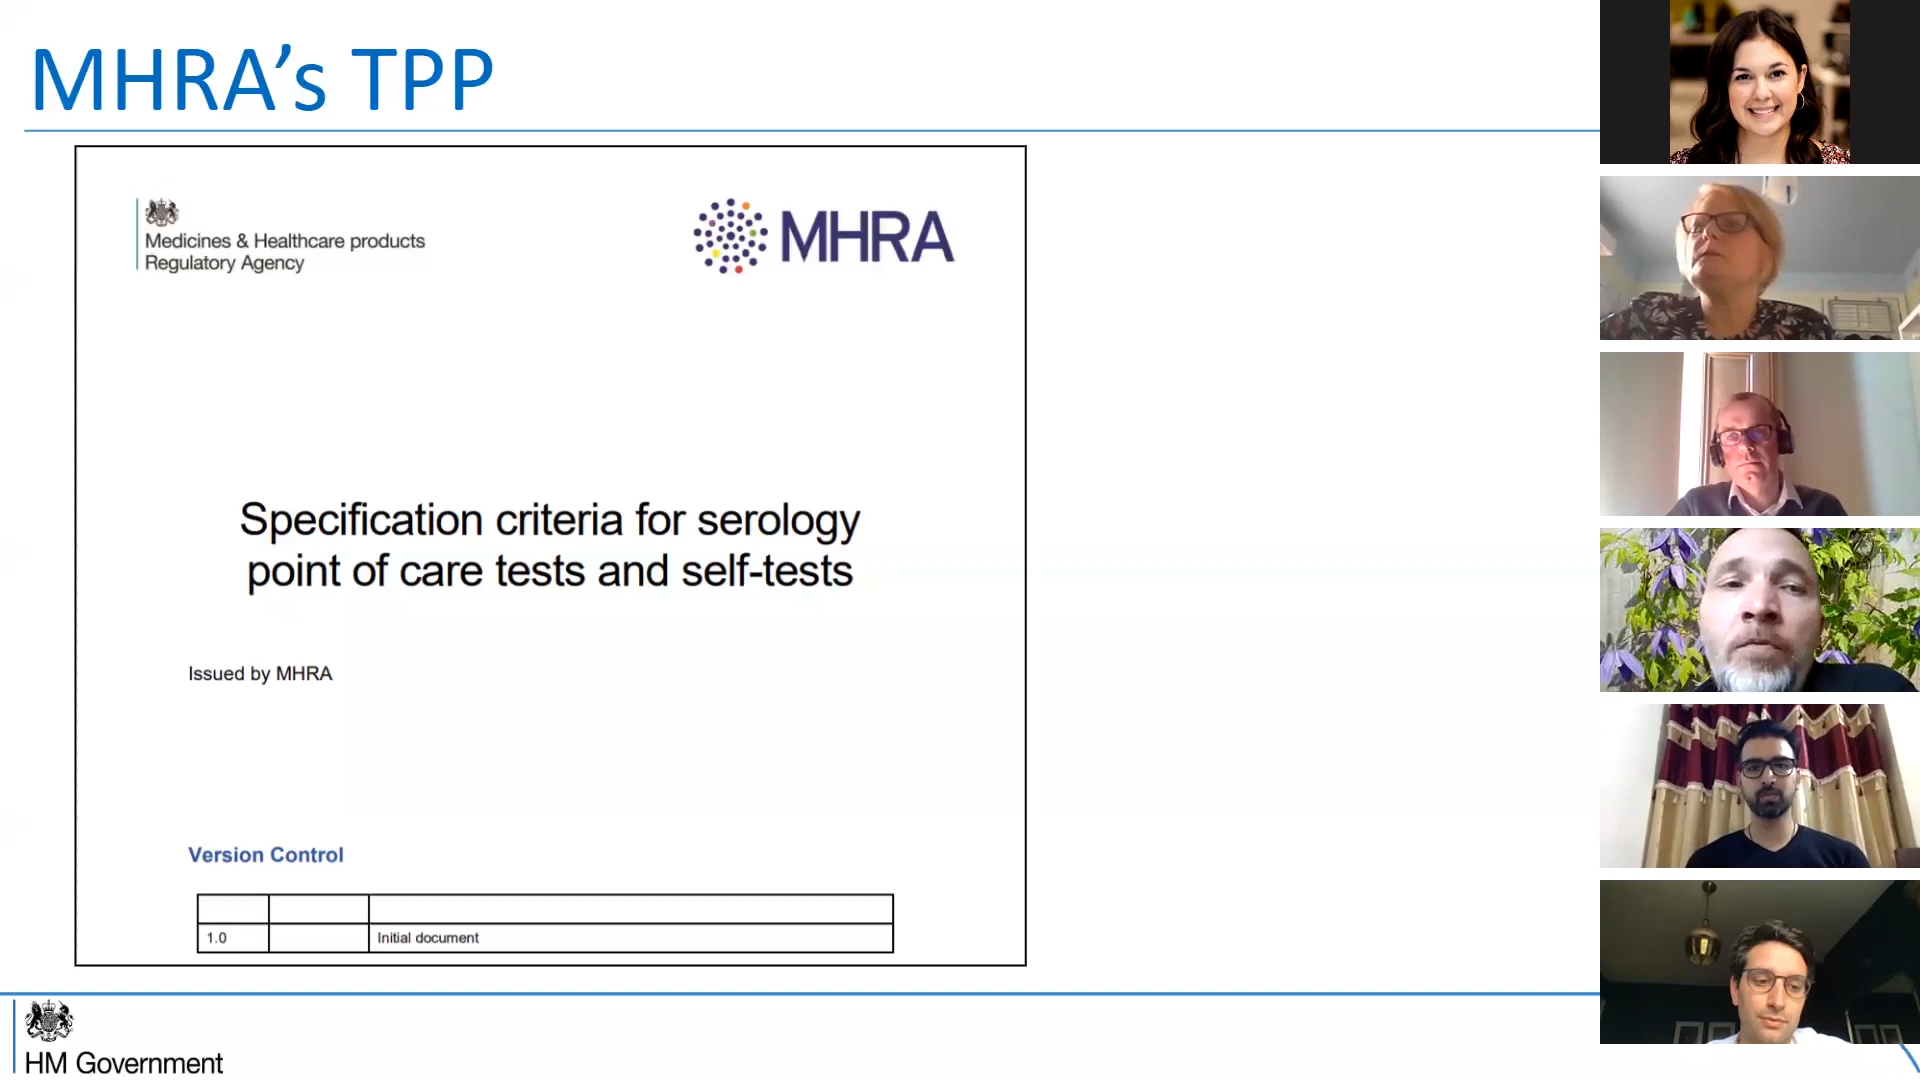 MHRA's TPP
Medicines & Healthcare products
Regulatory Agency
MHRA
Specification criteria for serology
point of care tests and self-tests
Issued by MHRA
Version Control
1.0 Initial document
HM Government